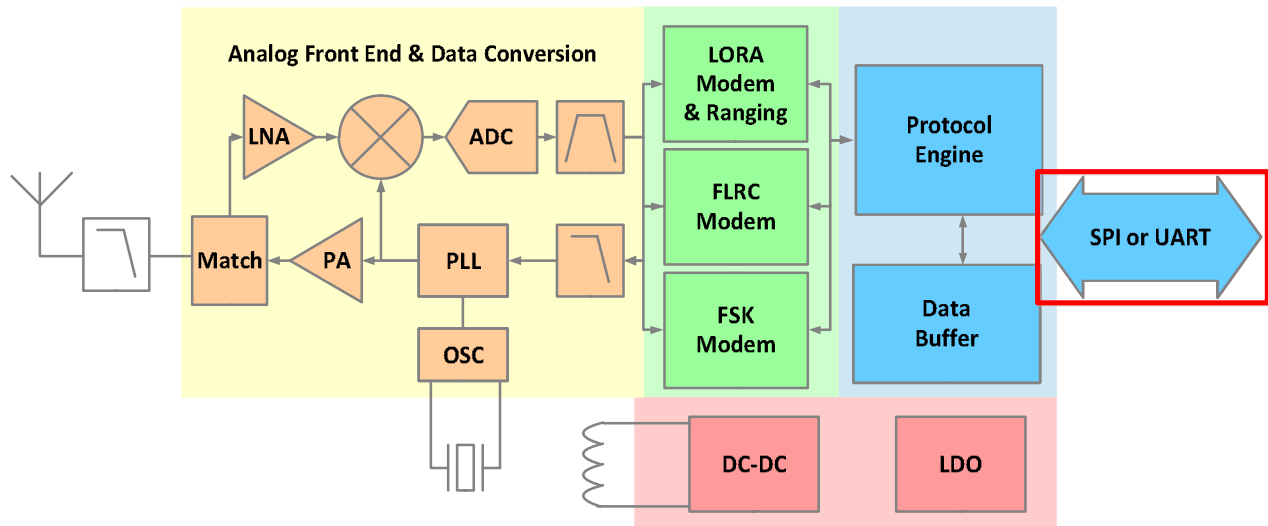 Analog Front End & Data Conversion
LNA
ADC
Match
PA
PLL
OSC
LORA
Modem
& Ranging
FLRC
Modem
FSK
Modem
Protocol
Engine
Data
Buffer
SPI or UART
DC-DC
LDO